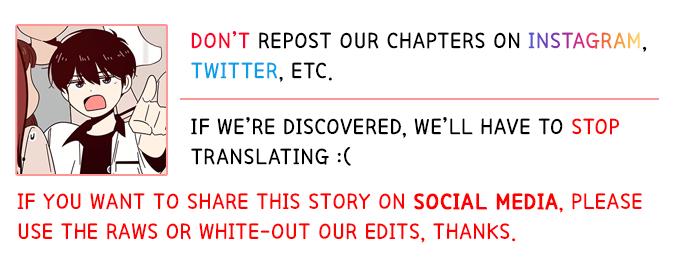 DON'T REPOST OUR CHAPTERS ON INSTAGRAM,
TWITTER, ETC.
IF WE'RE DISCOVERED, WE'LL HAVE TO STOP
TRANSLATING :(
IF YOU WANT TO SHARE THIS STORY ON SOCIAL MEDIA, PLEASE
USE THE RAWS OR WHITE-OUT OUR EDITS, THANKS.